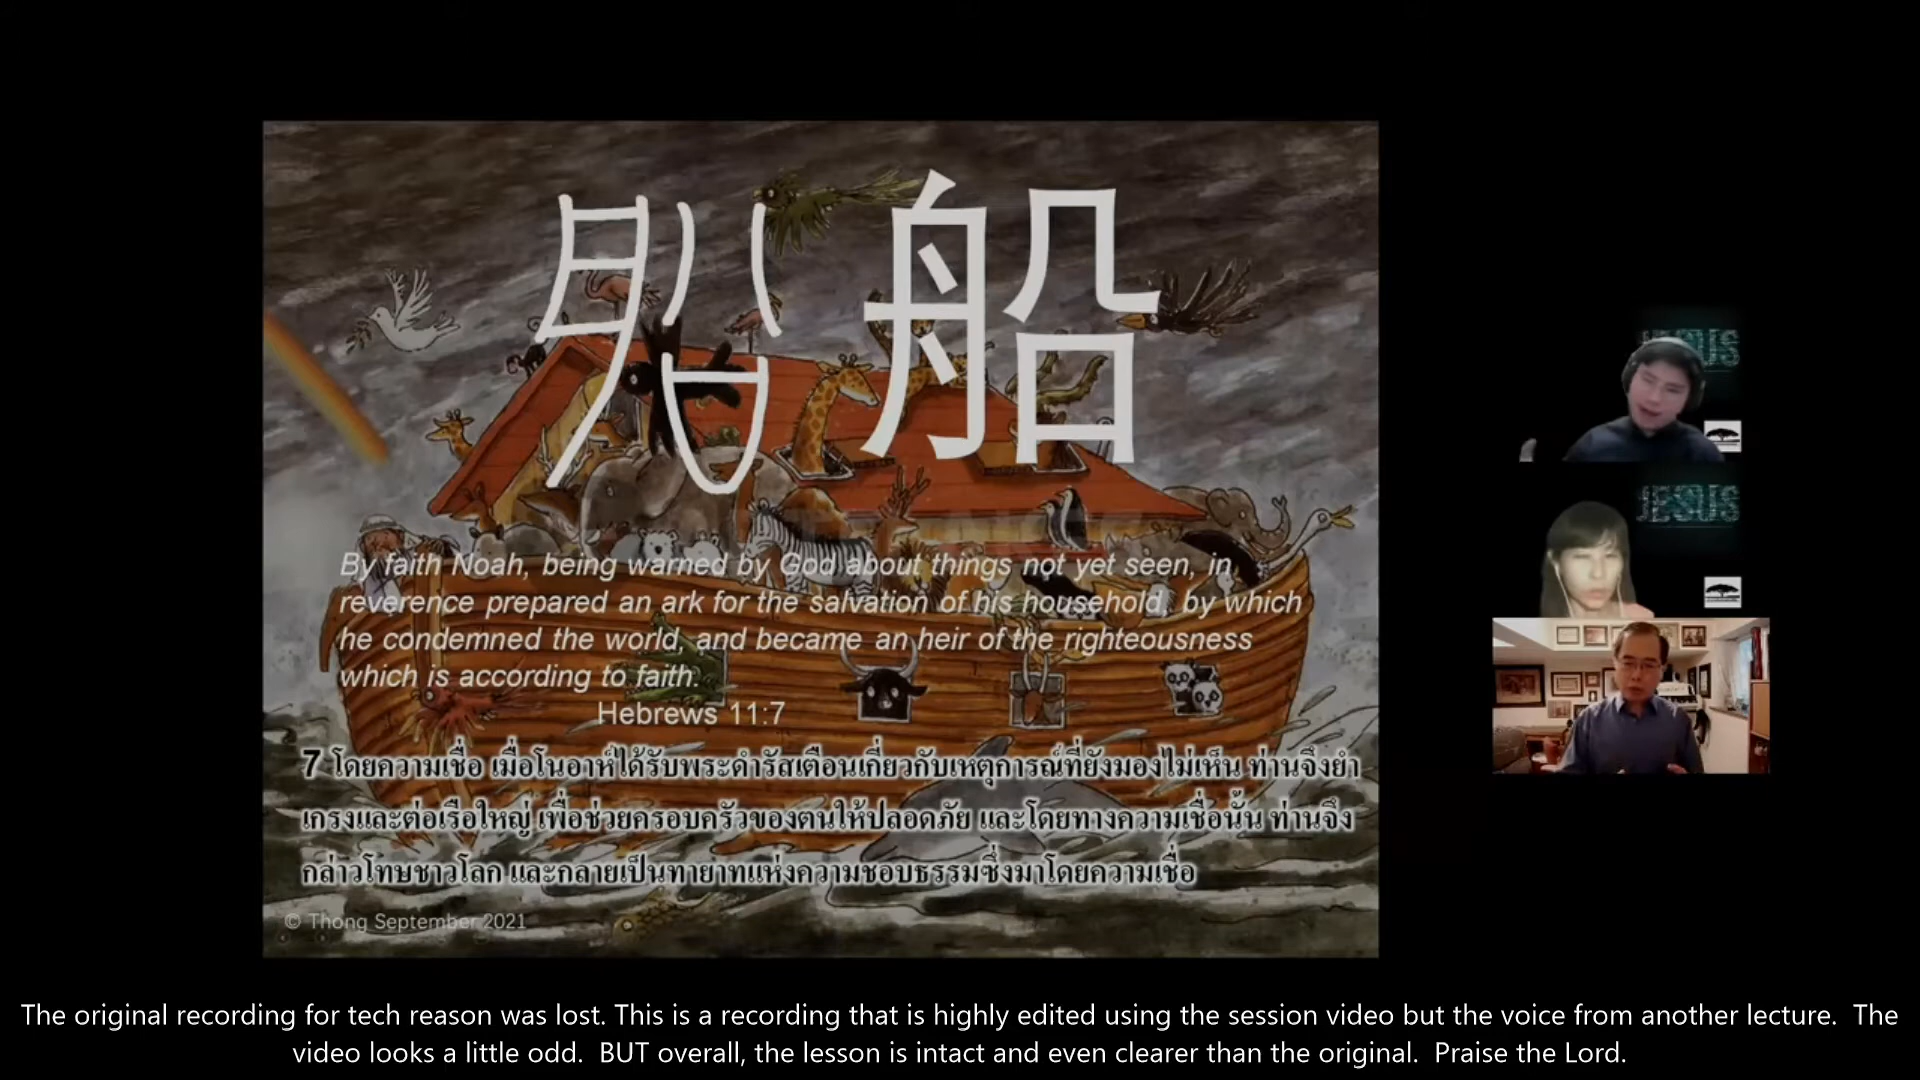 船 船
By faith Noah, being warned by God about things not yet seen, in
reverence prepared an ark for the salvation of his household, by which
he condemned the world, and became an heir of the righteousness
which is according to faith.
Hebrews 11:7
7 โดยความเชื่อ เมื่อโนอาห์ได้รับพระดำรัสเตือนเกี่ยวกับเหตุการณ์ที่ยังมองไม่เห็น ท่านจึงยำ
เกรงและต่อเรือใหญ่ เพื่อช่วยครอบครัวของตนให้ปลอดภัย และโดยทางความเชื่อนั้น ท่านจึง
กล่าวโทษชาวโลก และกลายเป็นทายาทแห่งความชอบธรรมซึ่งมาโดยความเชื่อ
© Thong September 2021
JESUS
JESUS
The original recording for tech reason was lost. This is a recording that is highly edited using the session video but the voice from another lecture.  The
video looks a little odd.  BUT overall, the lesson is intact and even clearer than the original.  Praise the Lord.